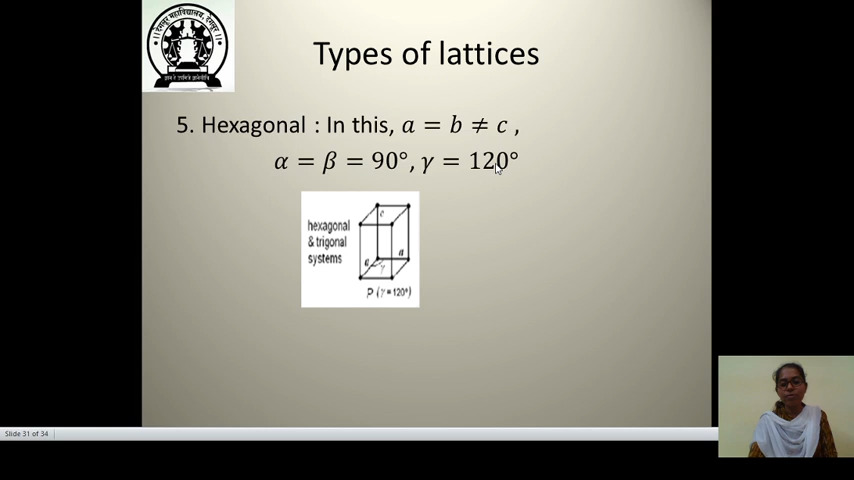 Types of lattices
5. Hexagonal : In this, 𝑎 = 𝑏 ≠ 𝑐 ,
𝛼 = 𝛽 = 90°, 𝛾 = 120°
hexagonal
& trigonal
systems
c
a
a
γ
P (γ=120°)
Slide 31 of 34